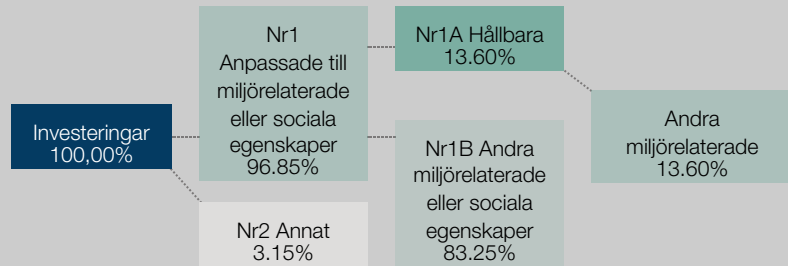 Investeringar
100,00%
Nr1
Anpassade till
miljörelaterade
eller sociala
egenskaper
96.85%
Nr2 Annat
3.15%
Nr1A Hållbara
13.60%
Nr1B Andra
miljörelaterade
eller sociala
egenskaper
83.25%
Andra
miljörelaterade
13.60%